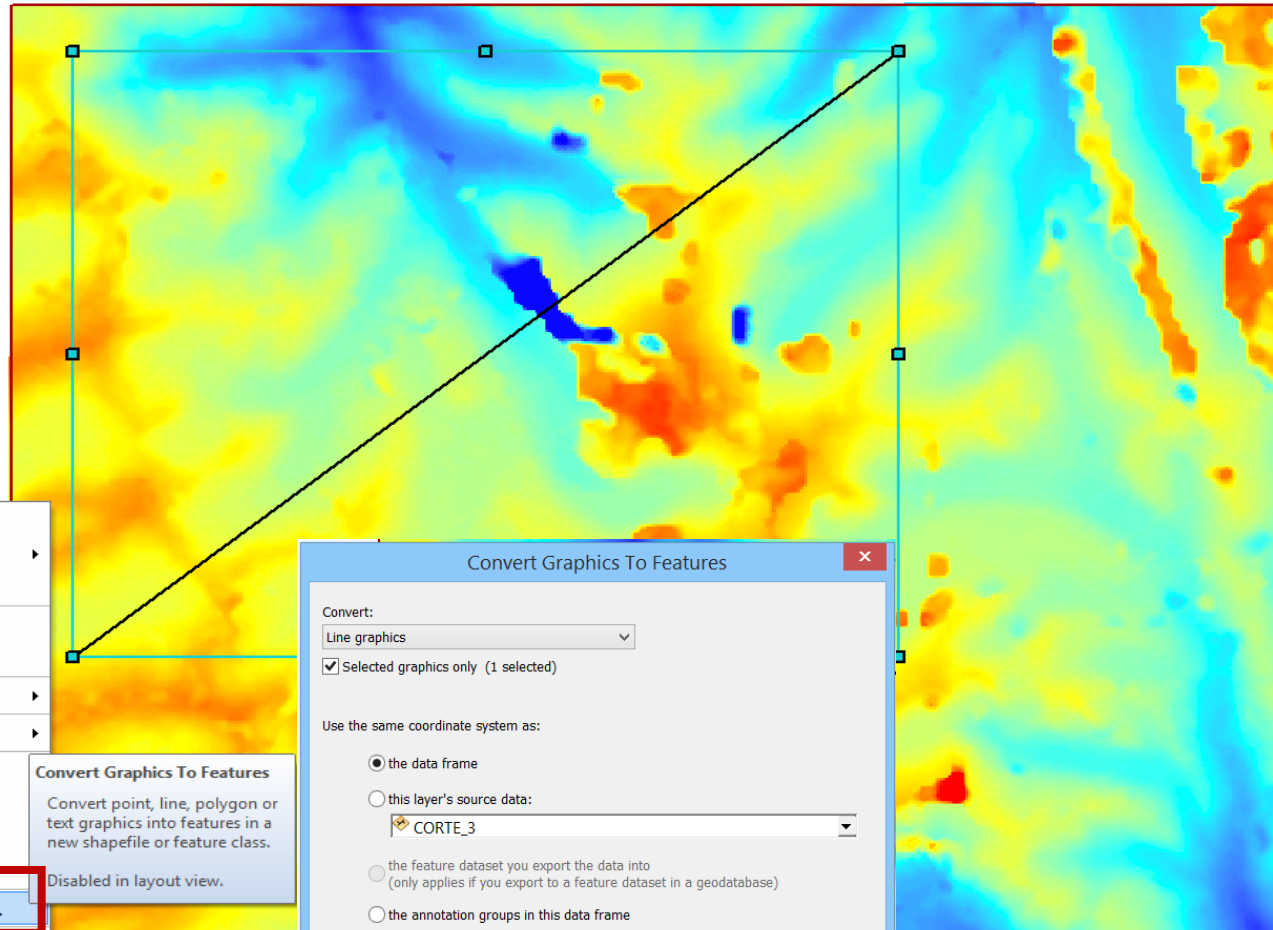 Convert Graphics To Features
Convert:
Line graphics
Selected graphics only (1 selected)
Use the same coordinate system as:
the data frame
this layer's source data:
CORTE_3
the feature dataset you export the data into
(only applies if you export to a feature dataset in a geodatabase)
the annotation groups in this data frame
Convert Graphics To Features
Convert point, line, polygon or
text graphics into features in a
new shapefile or feature class.
Disabled in layout view.